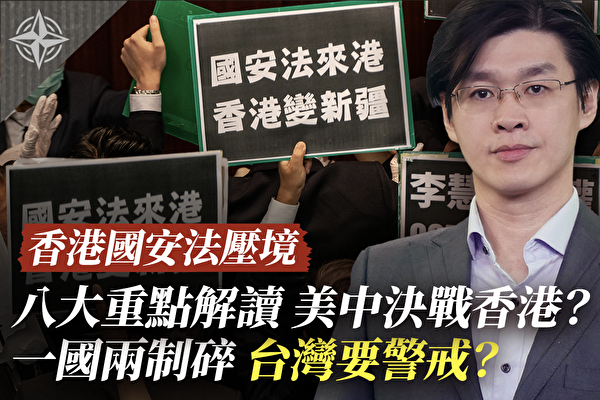 國安法來港
香港變新疆
國安法來港
李慧
香港國安法壓境
八大重點解讀 美中決戰香港?
一國兩制碎 台灣要警戒?